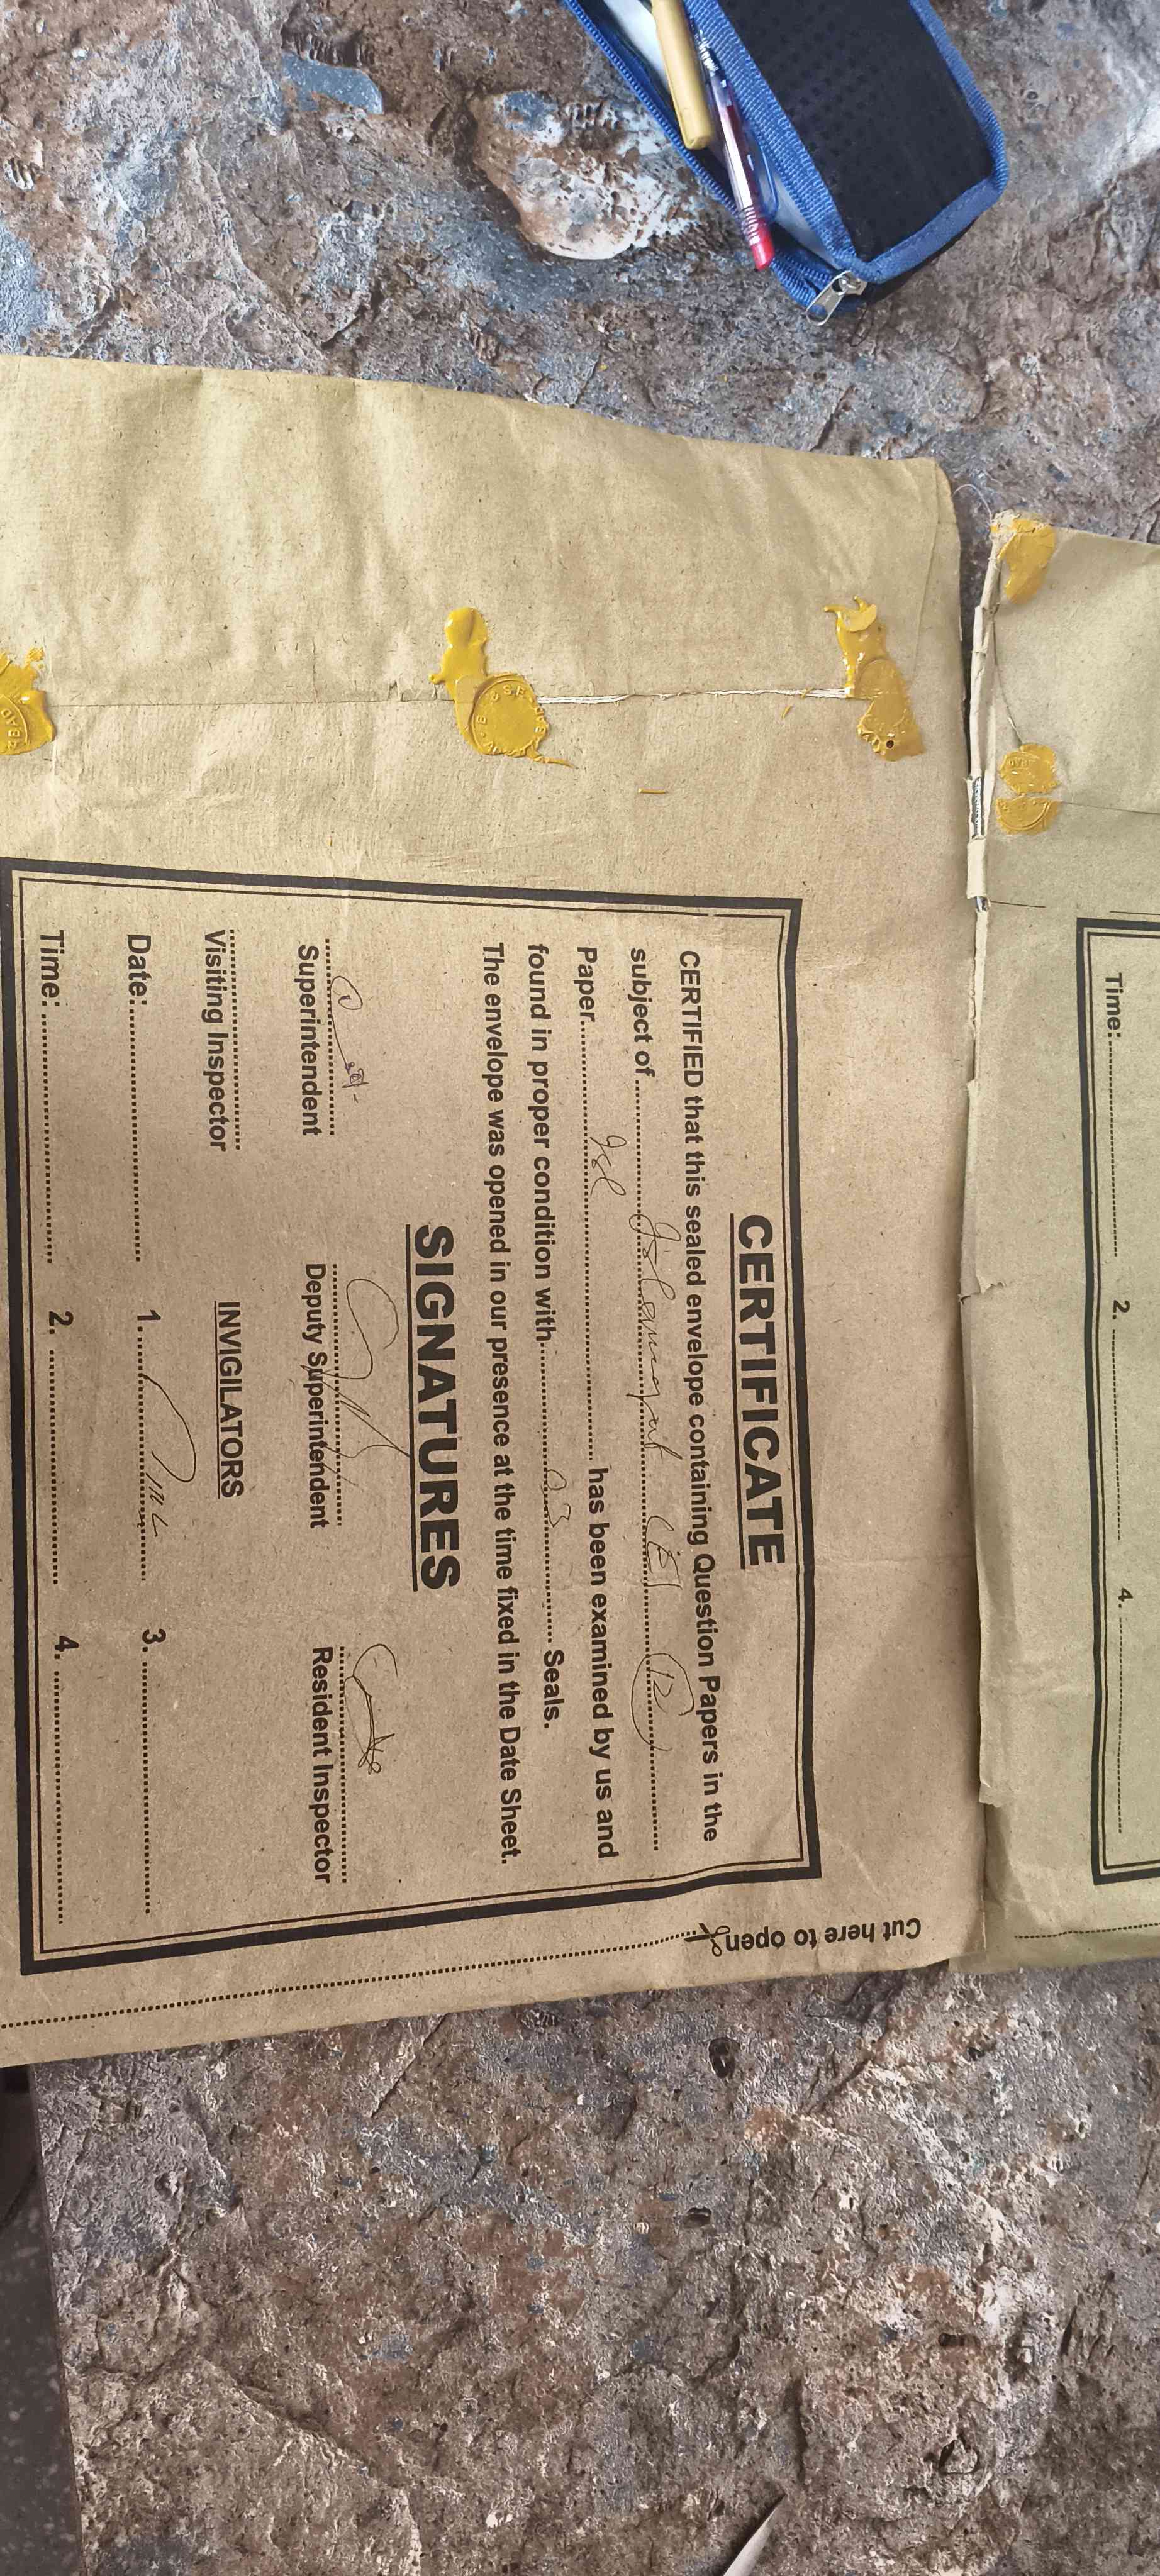 CERTIFICATE
CERTIFIED that this sealed envelope containing Question Papers in the
subject of Islamiyat (E) (12)
Paper has been examined by us and
found in proper condition with 03 Seals.
The envelope was opened in our presence at the time fixed in the Date Sheet.
SIGNATURES
Superintendent Deputy Superintendent Resident Inspector
Visiting Inspector INVIGILATORS
Date: 1. 3.
Time: 2. 4.
Cut here to open
Time: 2. 4.